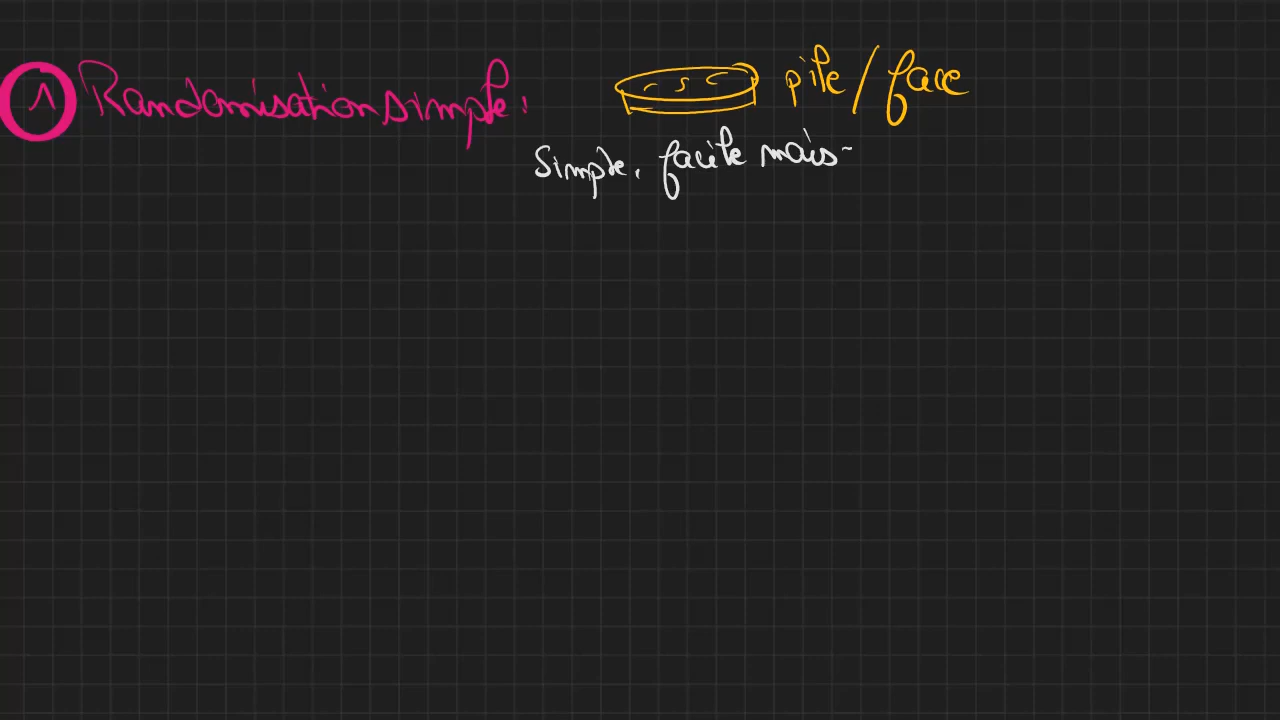 1 Randomisation simple :
pile / face
Simple, facile mais -